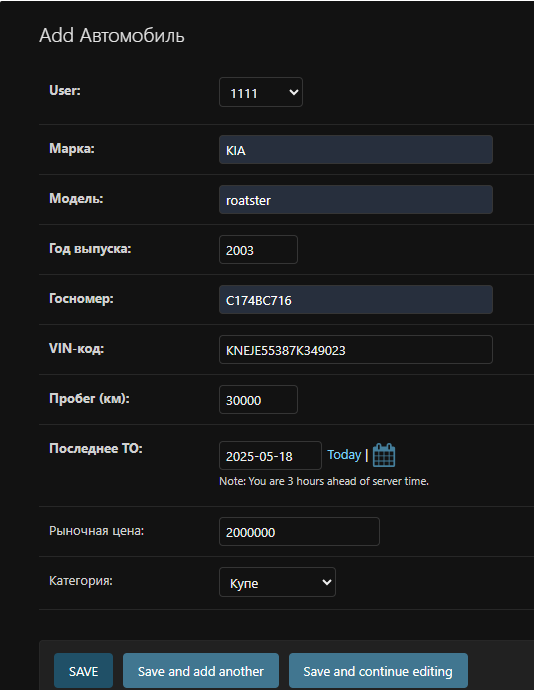 Add Автомобиль
User: 1111
Марка: KIA
Модель: roatster
Год выпуска: 2003
Госномер: C174BC716
VIN-код: KNEJE55387K349023
Пробег (км): 30000
Последнее ТО: 2025-05-18 Today |
Note: You are 3 hours ahead of server time.
Рыночная цена: 2000000
Категория: Купе
SAVE Save and add another Save and continue editing